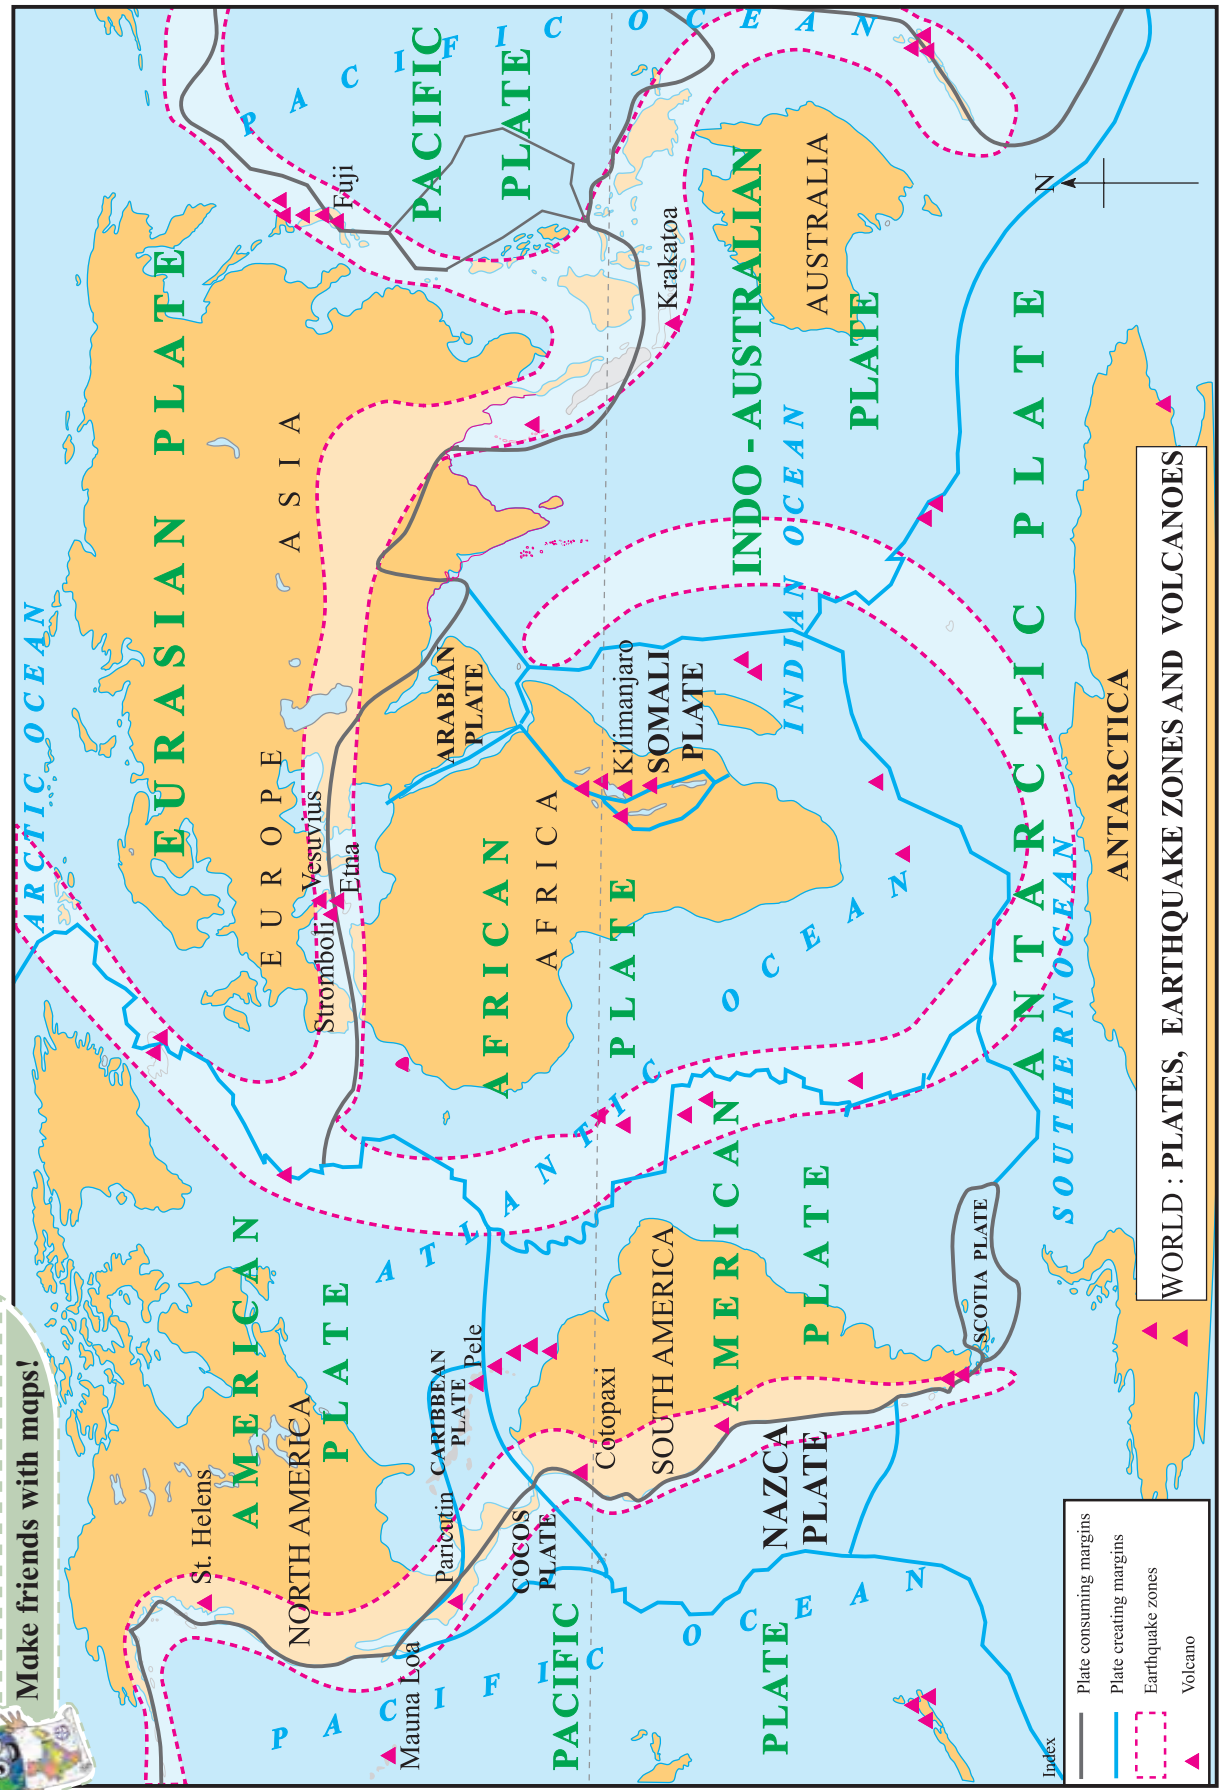 Make friends with maps!
ARCTIC OCEAN
EURASIAN PLATE
EUROPE
ASIA
Stromboli
Vesuvius
Etna
Fuji
PACIFIC OCEAN
PACIFIC
PLATE
St. Helens
NORTH AMERICA
AMERICAN
PLATE
Mauna Loa
Paricutin
CARIBBEAN
PLATE
Pele
COCOS
PLATE
PACIFIC OCEAN
PACIFIC
PLATE
Cotopaxi
SOUTH AMERICA
AMERICAN
PLATE
NAZCA
PLATE
SCOTIA PLATE
ATLANTIC OCEAN
AFRICAN
PLATE
AFRICA
ARABIAN
PLATE
Kilimanjaro
SOMALI
PLATE
INDIAN OCEAN
INDO - AUSTRALIAN
PLATE
AUSTRALIA
Krakatoa
ANTARCTIC PLATE
SOUTHERN OCEAN
ANTARCTICA
N
WORLD : PLATES, EARTHQUAKE ZONES AND VOLCANOES
Index
Plate consuming margins
Plate creating margins
Earthquake zones
Volcano